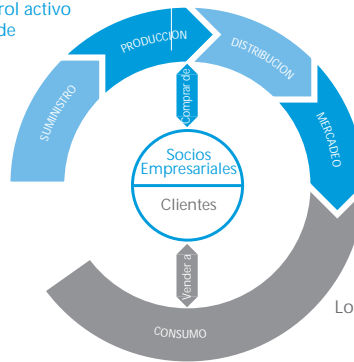 rol activo
de
SUMINISTRO
PRODUCCION
DISTRIBUCION
MERCADEO
Comprar de
Socios
Empresariales
Clientes
Vender a
CONSUMO
Lo